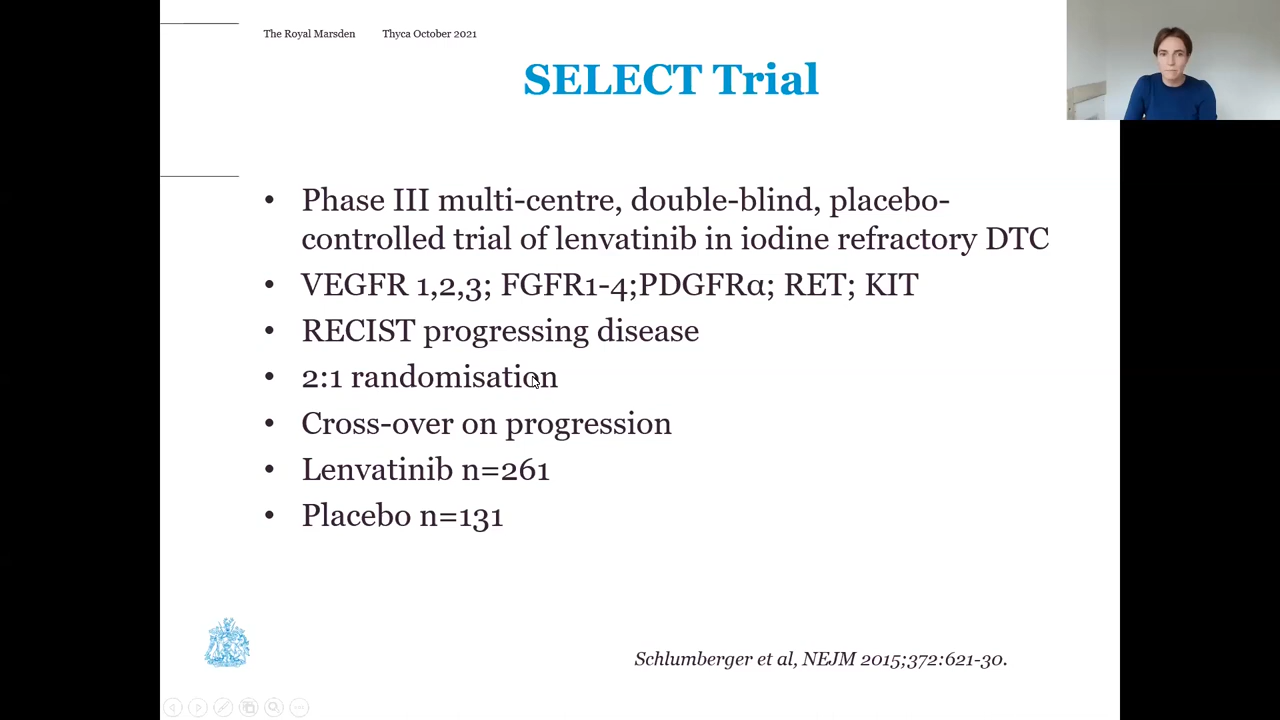 The Royal Marsden Thyca October 2021
SELECT Trial
• Phase III multi-centre, double-blind, placebo-
controlled trial of lenvatinib in iodine refractory DTC
• VEGFR 1,2,3; FGFR1-4;PDGFRα; RET; KIT
• RECIST progressing disease
• 2:1 randomisation
• Cross-over on progression
• Lenvatinib n=261
• Placebo n=131
Schlumberger et al, NEJM 2015;372:621-30.